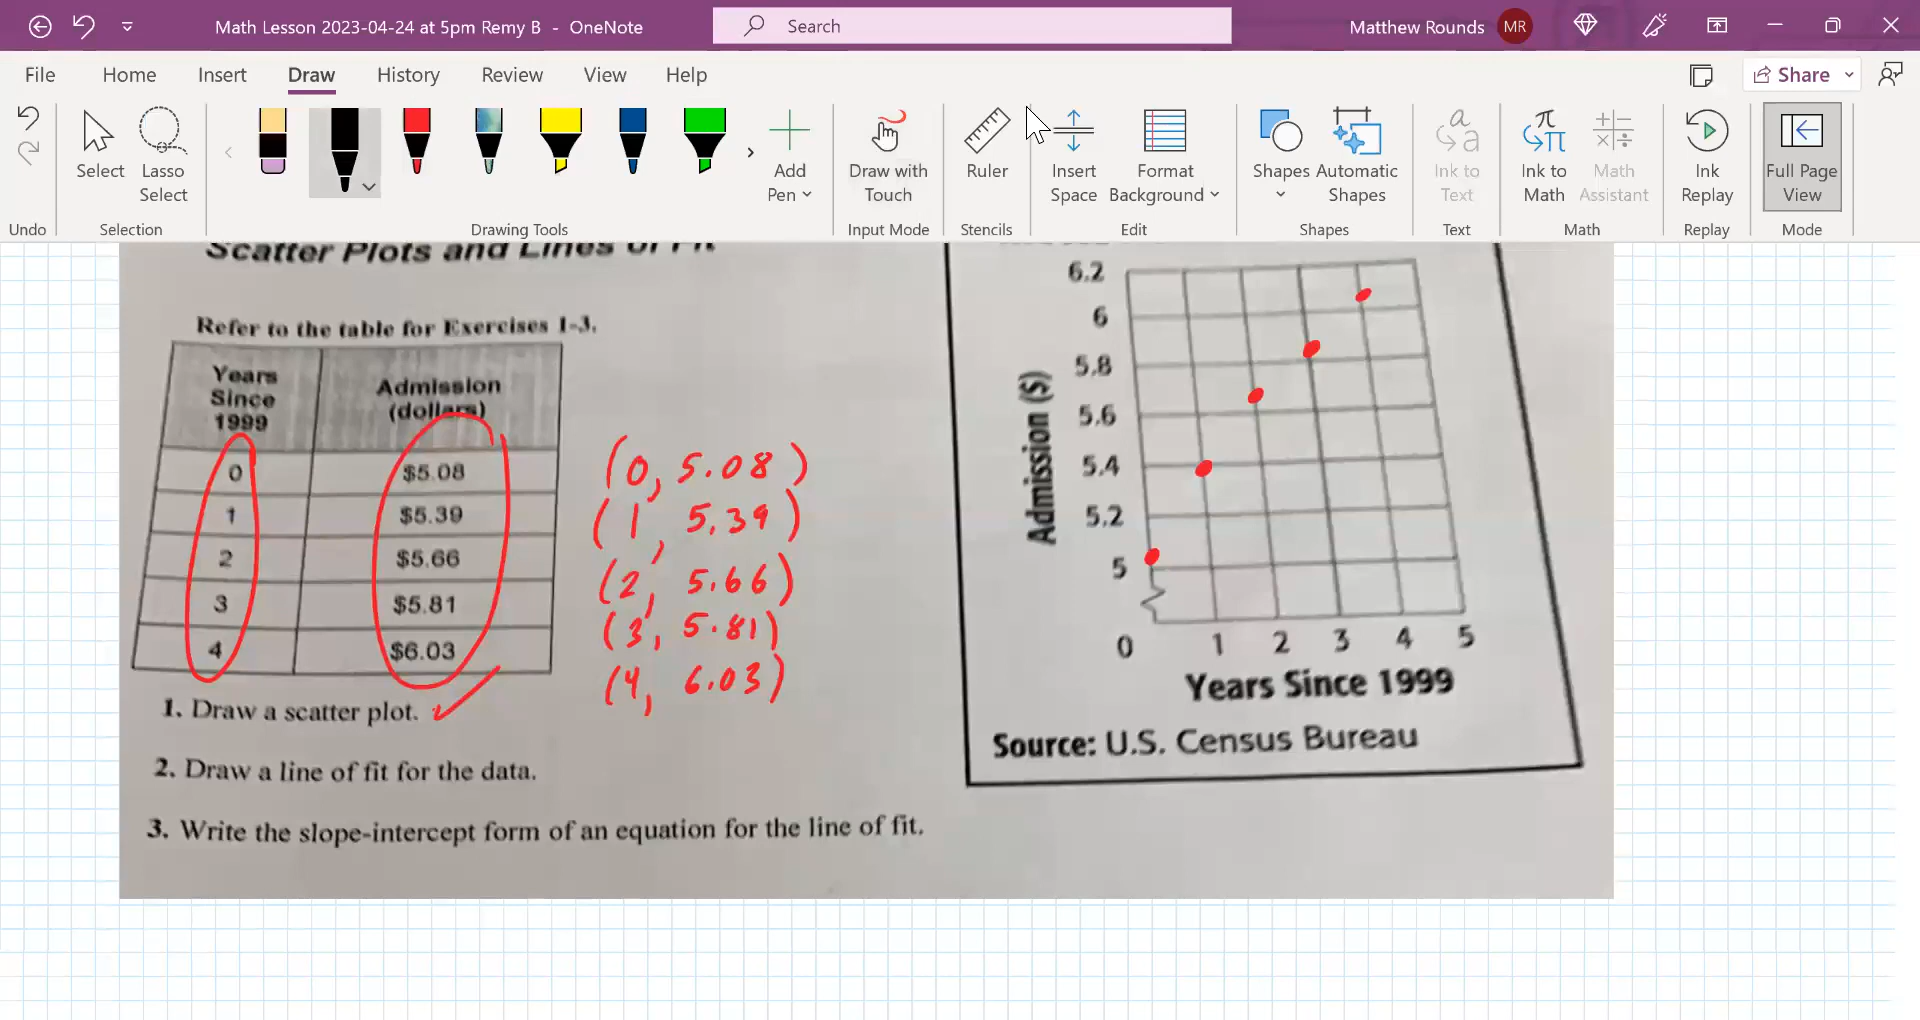 Math Lesson 2023-04-24 at 5pm Remy B - OneNote
Search
Matthew Rounds MR
File Home Insert Draw History Review View Help
Share
Select
Lasso Select
Add Pen
Draw with Touch
Ruler
Insert Space
Format Background
Shapes
Automatic Shapes
Ink to Text
Ink to Math
Math Assistant
Ink Replay
Full Page View
Undo Selection Drawing Tools Input Mode Stencils Edit Shapes Text Math Replay Mode
Scatter Plots and Lines of Fit
Refer to the table for Exercises 1-3.
Years Since 1999
Admission (dollars)
0 $5.08
1 $5.39
2 $5.66
3 $5.81
4 $6.03
(0, 5.08)
(1, 5.39)
(2, 5.66)
(3, 5.81)
(4, 6.03)
1. Draw a scatter plot.
2. Draw a line of fit for the data.
3. Write the slope-intercept form of an equation for the line of fit.
Admission ($)
6.2
6
5.8
5.6
5.4
5.2
5
0 1 2 3 4 5
Years Since 1999
Source: U.S. Census Bureau